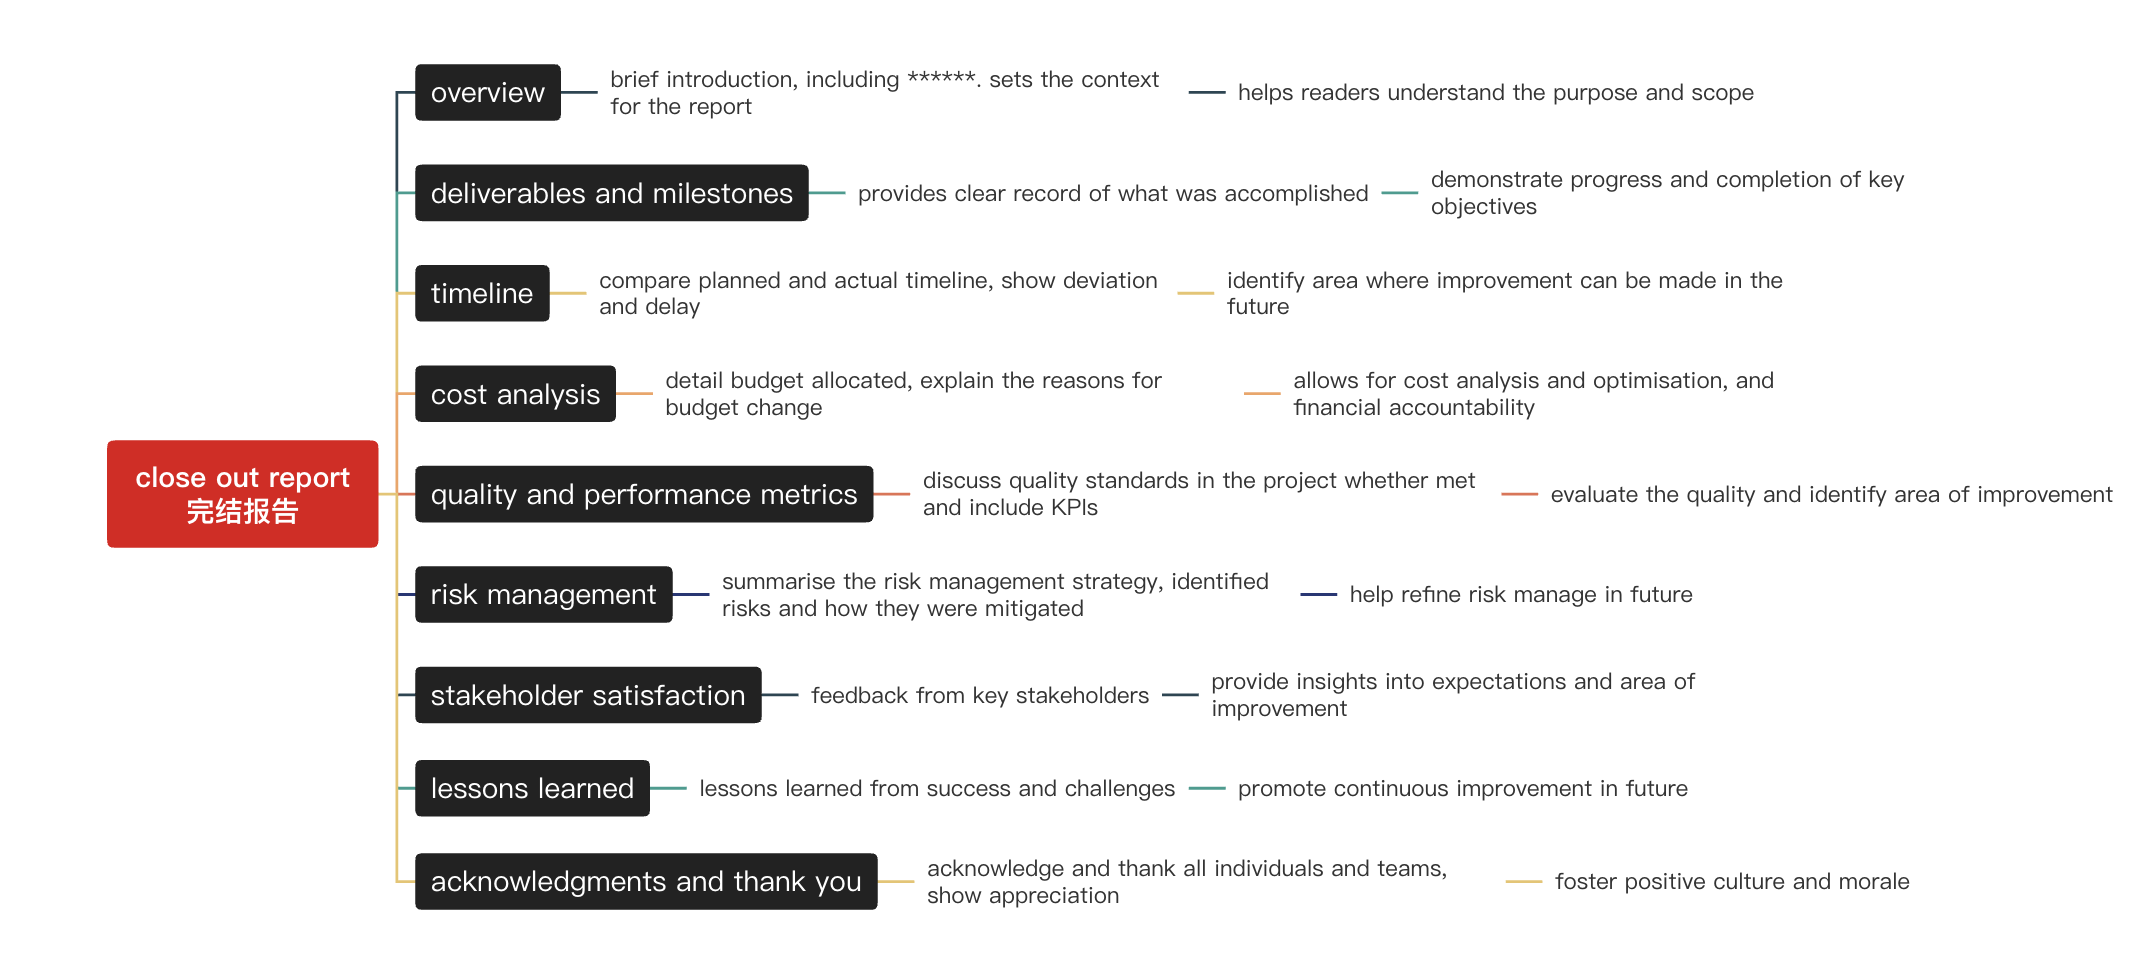 close out report
完结报告
overview
brief introduction, including ******. sets the context
for the report
helps readers understand the purpose and scope
deliverables and milestones
provides clear record of what was accomplished
demonstrate progress and completion of key
objectives
timeline
compare planned and actual timeline, show deviation
and delay
identify area where improvement can be made in the
future
cost analysis
detail budget allocated, explain the reasons for
budget change
allows for cost analysis and optimisation, and
financial accountability
quality and performance metrics
discuss quality standards in the project whether met
and include KPIs
evaluate the quality and identify area of improvement
risk management
summarise the risk management strategy, identified
risks and how they were mitigated
help refine risk manage in future
stakeholder satisfaction
feedback from key stakeholders
provide insights into expectations and area of
improvement
lessons learned
lessons learned from success and challenges
promote continuous improvement in future
acknowledgments and thank you
acknowledge and thank all individuals and teams,
show appreciation
foster positive culture and morale